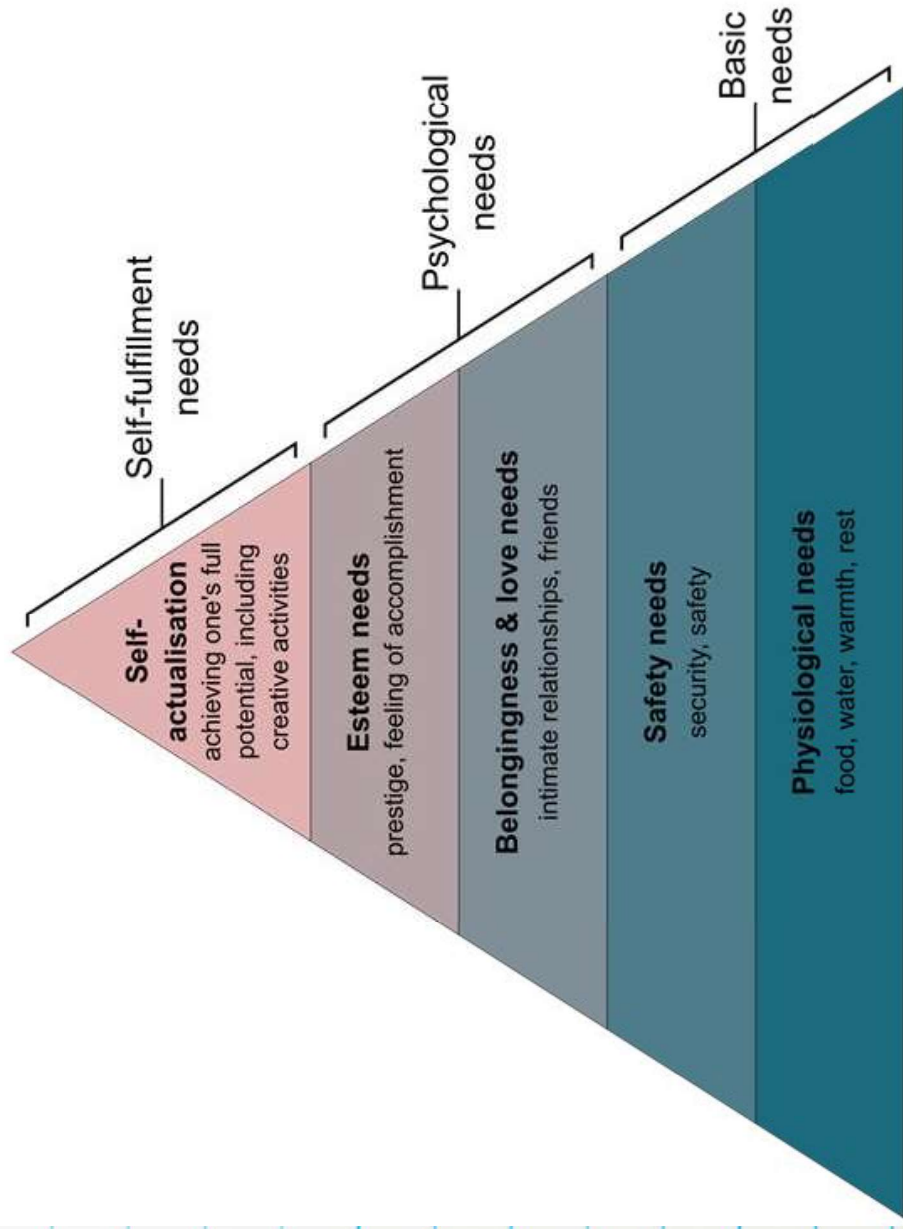 Self-fulfillment
needs
Self-
actualisation
achieving one's full
potential, including
creative activities
Psychological
needs
Esteem needs
prestige, feeling of accomplishment
Belongingness & love needs
intimate relationships, friends
Basic
needs
Safety needs
security, safety
Physiological needs
food, water, warmth, rest